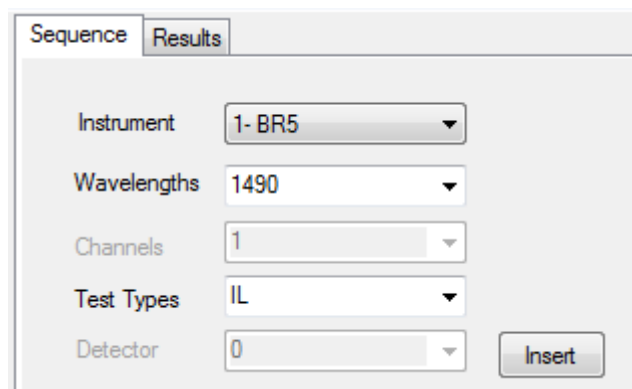 Sequence Results
Instrument 1- BR5
Wavelengths 1490
Channels 1
Test Types IL
Detector 0 Insert